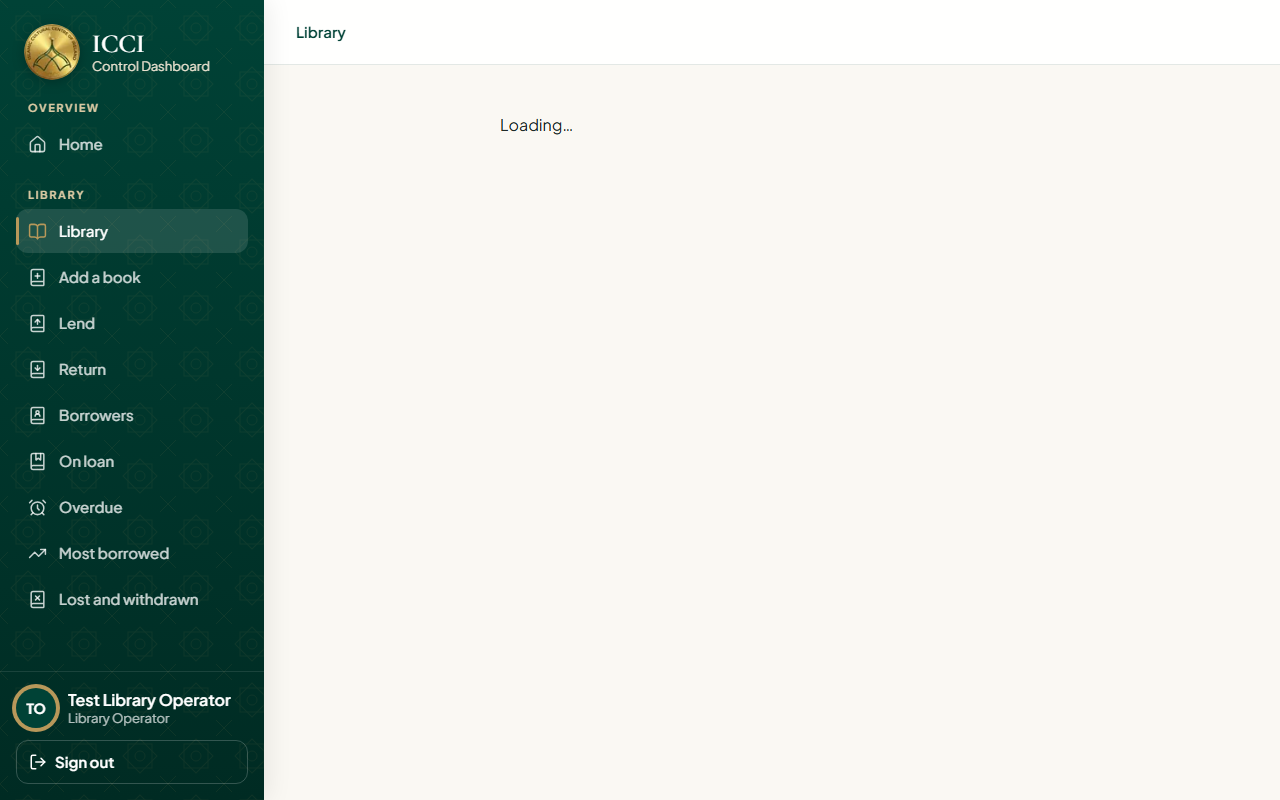 ICCI
Control Dashboard
OVERVIEW
Home
LIBRARY
Library
Add a book
Lend
Return
Borrowers
On loan
Overdue
Most borrowed
Lost and withdrawn
TO
Test Library Operator
Library Operator
Sign out
Library
Loading...